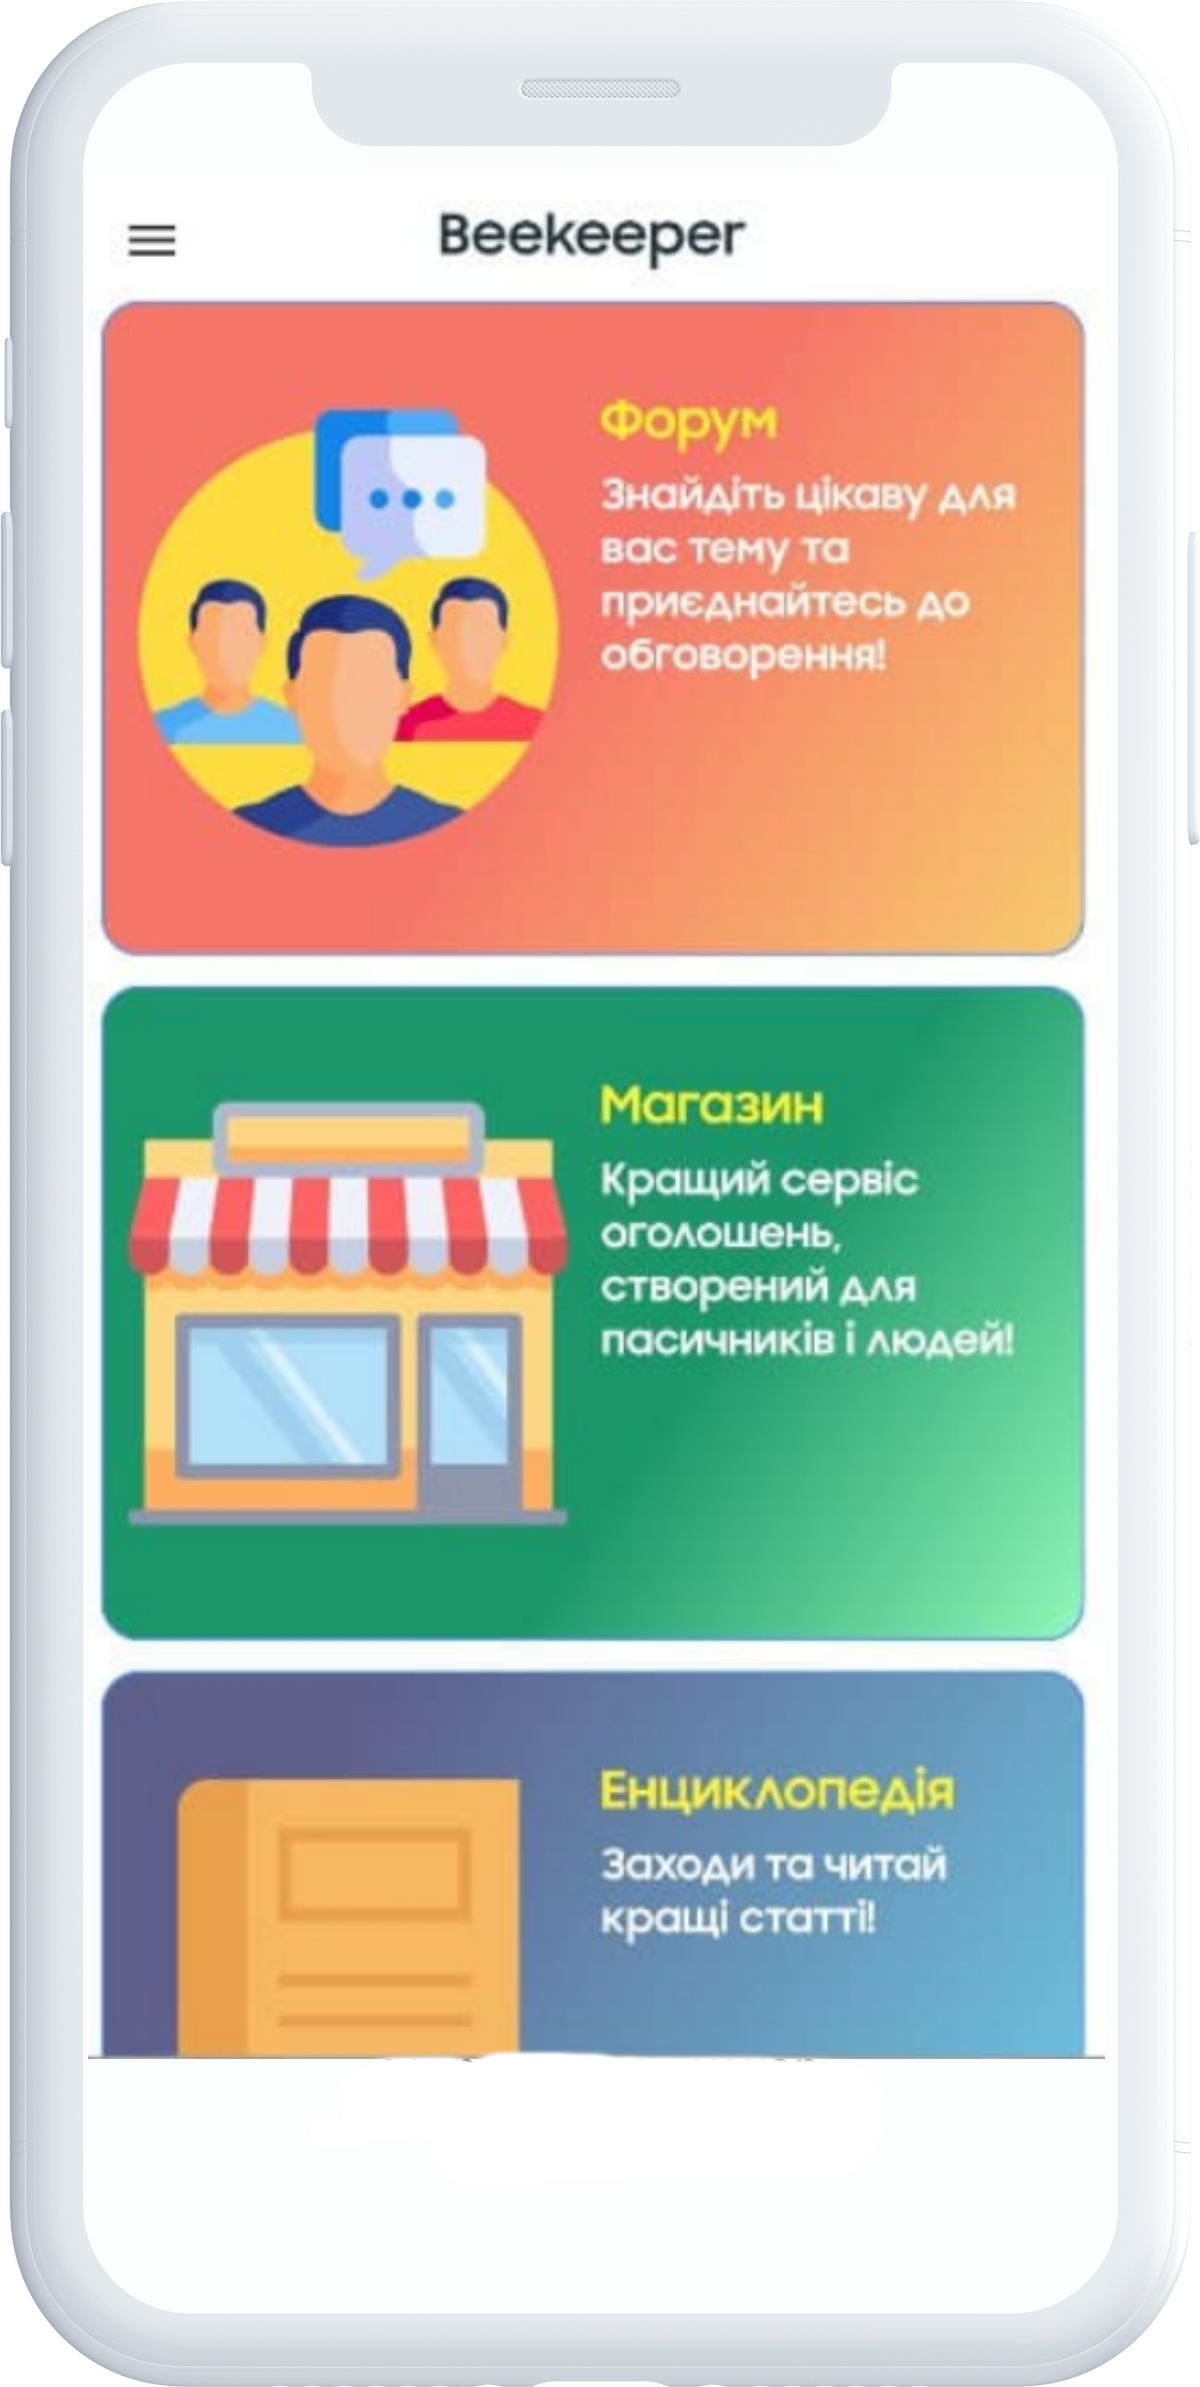 Beekeeper
Форум
Знайдіть цікаву для
вас тему та
приєднайтесь до
обговорення!
Магазин
Кращий сервіс
оголошень,
створений для
пасичників і людей!
Енциклопедія
Заходи та читай
кращі статті!